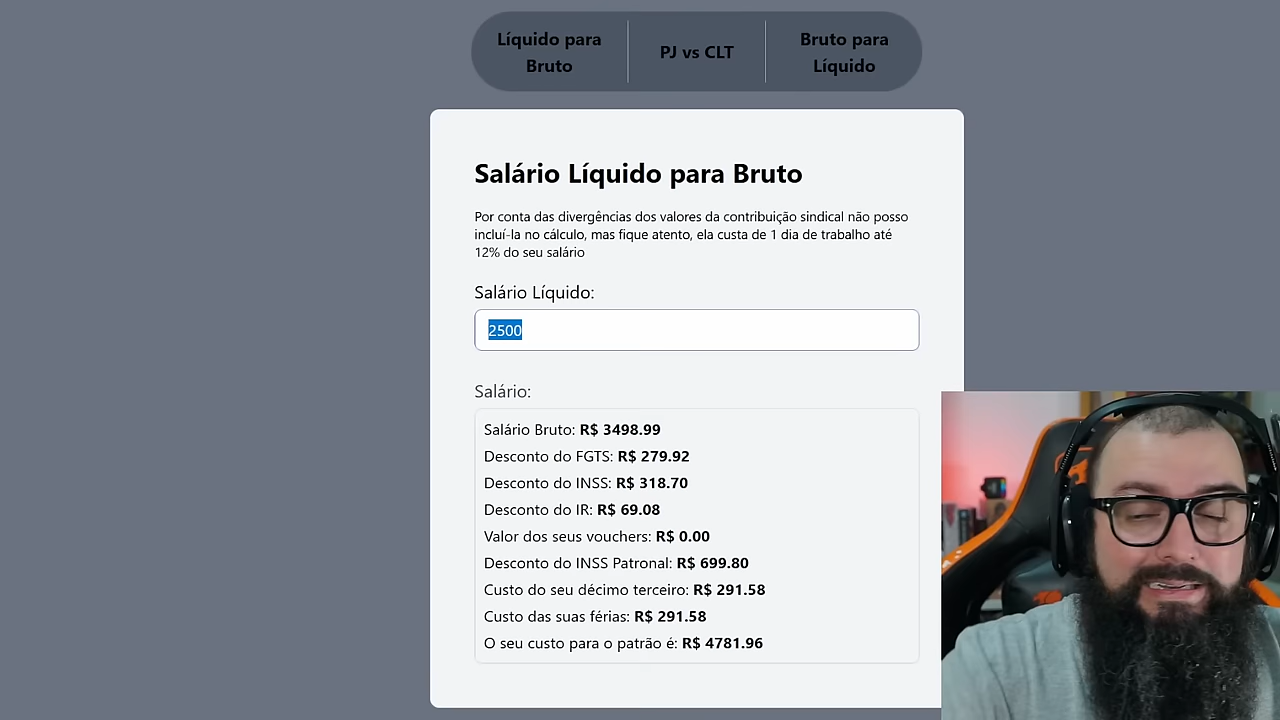 Líquido para
Bruto
PJ vs CLT
Bruto para
Líquido
Salário Líquido para Bruto
Por conta das divergências dos valores da contribuição sindical não posso
incluí-la no cálculo, mas fique atento, ela custa de 1 dia de trabalho até
12% do seu salário
Salário Líquido:
2500
Salário:
Salário Bruto: R$ 3498.99
Desconto do FGTS: R$ 279.92
Desconto do INSS: R$ 318.70
Desconto do IR: R$ 69.08
Valor dos seus vouchers: R$ 0.00
Desconto do INSS Patronal: R$ 699.80
Custo do seu décimo terceiro: R$ 291.58
Custo das suas férias: R$ 291.58
O seu custo para o patrão é: R$ 4781.96